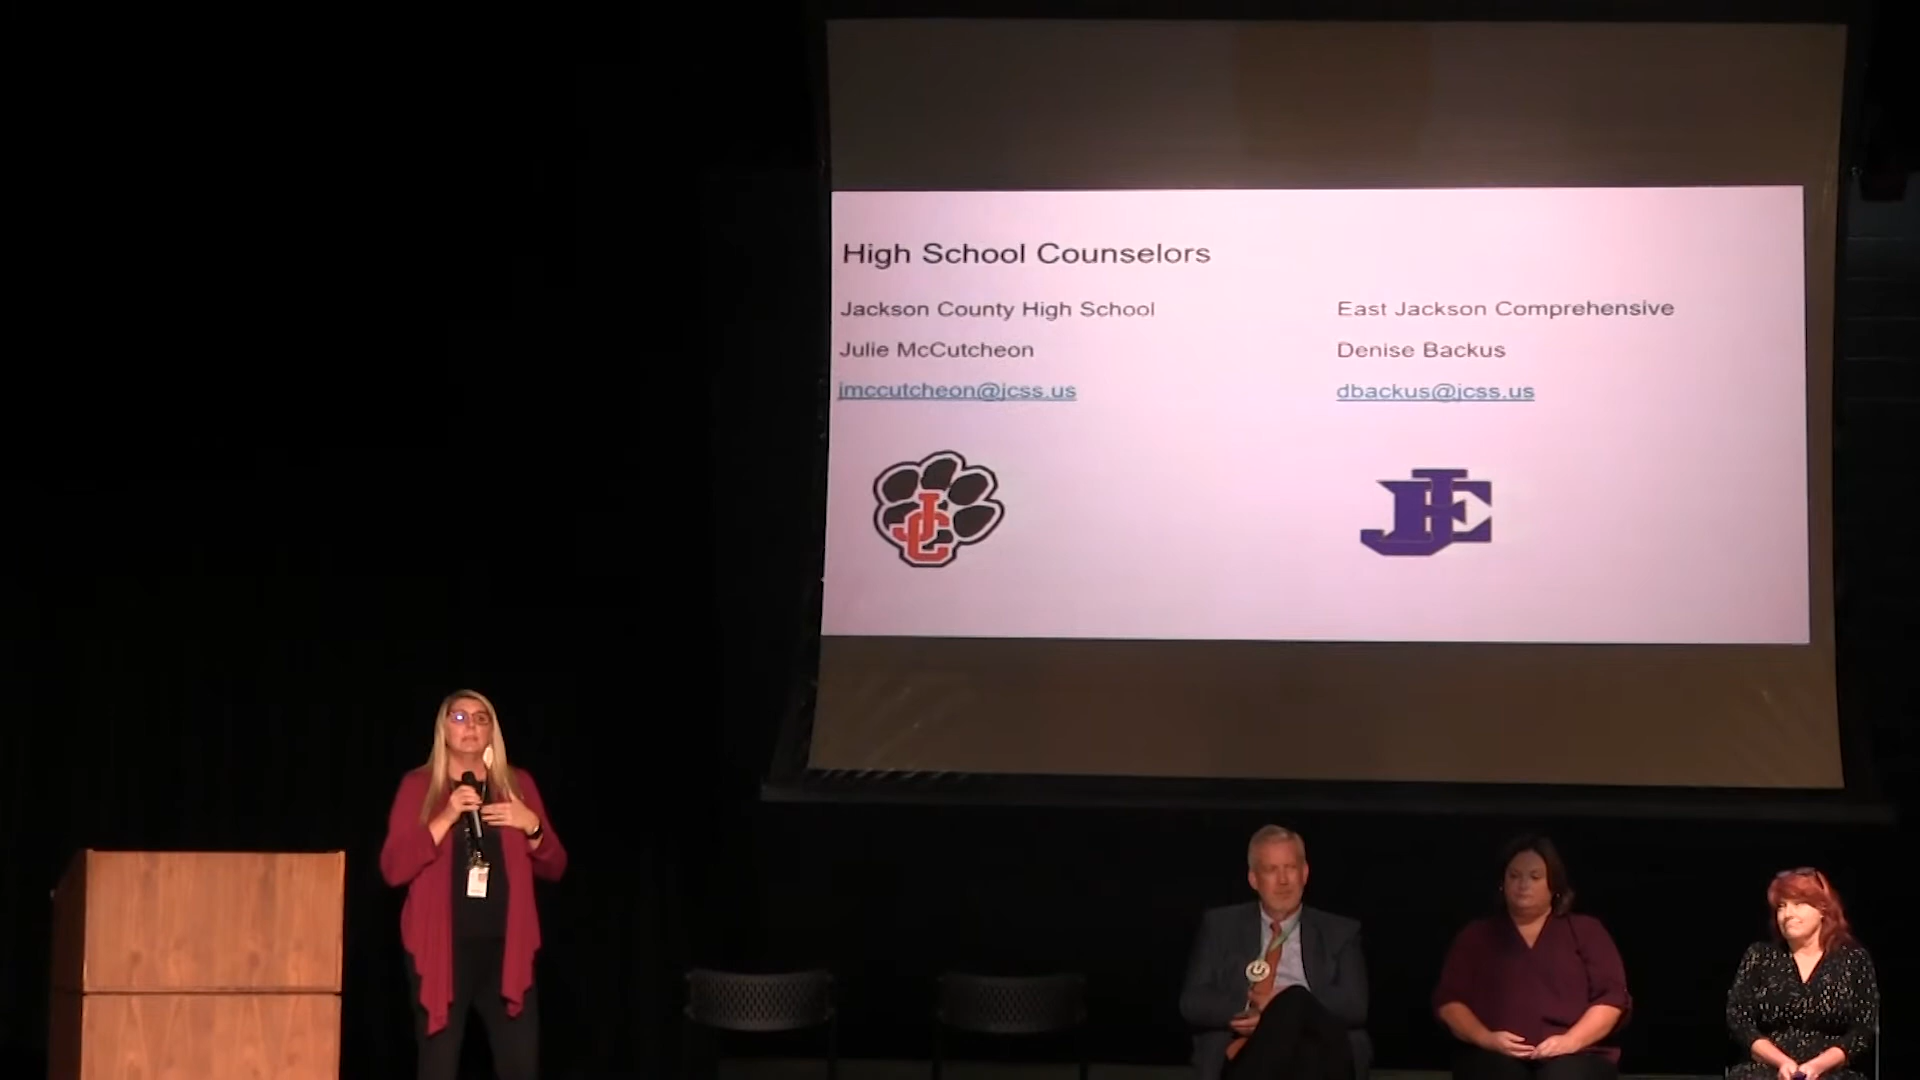 High School Counselors
Jackson County High School
Julie McCutcheon
jmccutcheon@jcss.us
JC
East Jackson Comprehensive
Denise Backus
dbackus@jcss.us
EJ